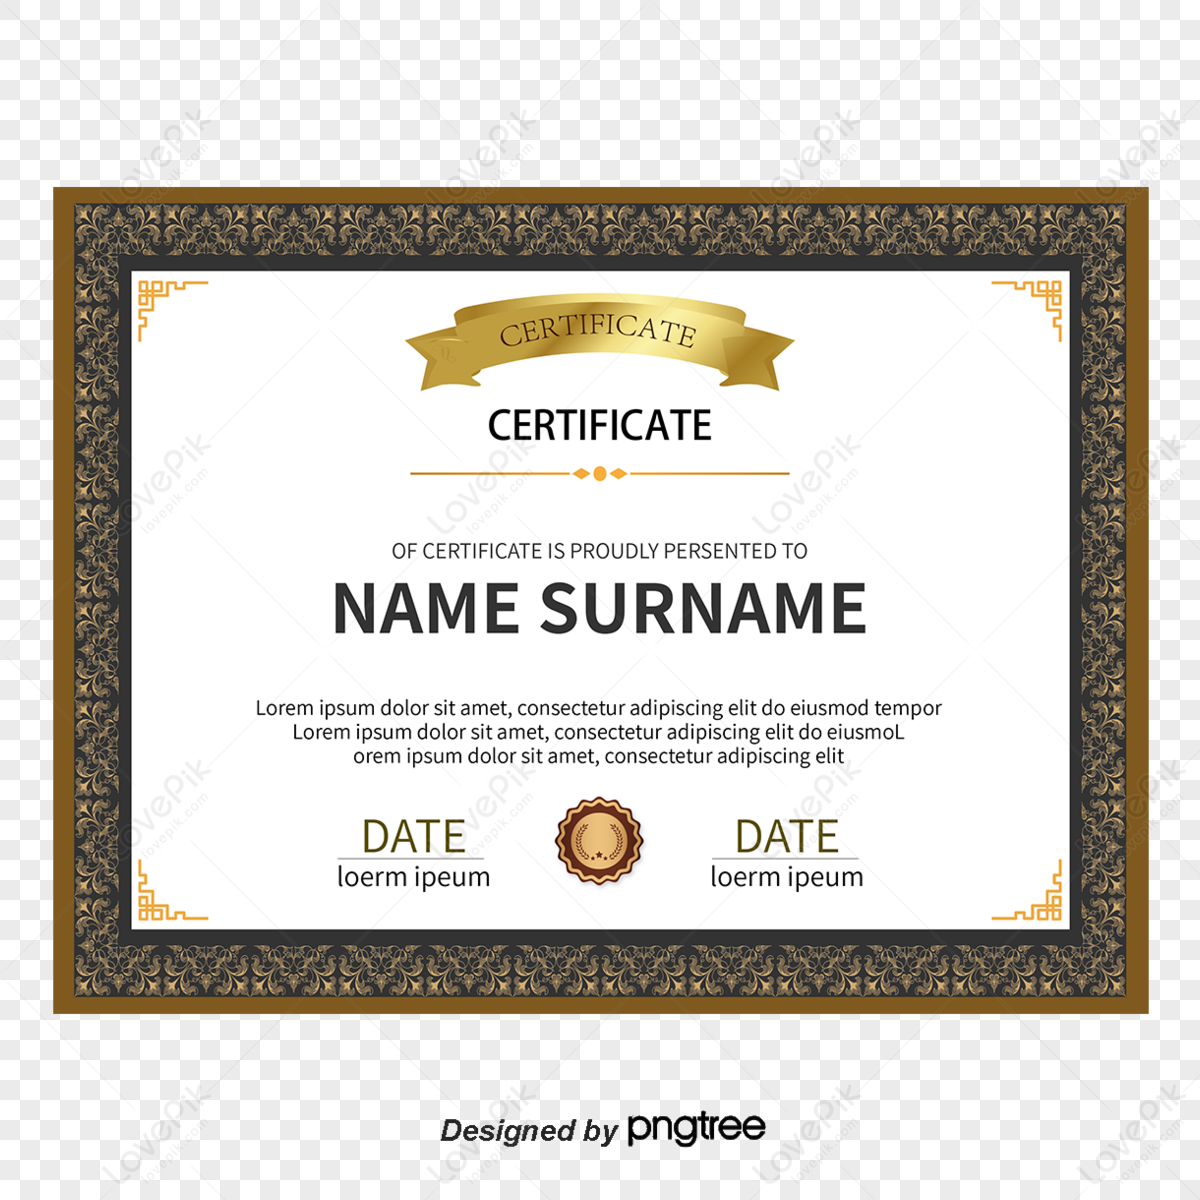 CERTIFICATE
CERTIFICATE
OF CERTIFICATE IS PROUDLY PERSENTED TO
NAME SURNAME
Lorem ipsum dolor sit amet, consectetur adipiscing elit do eiusmod tempor
Lorem ipsum dolor sit amet, consectetur adipiscing elit do eiusmoL
orem ipsum dolor sit amet, consectetur adipiscing elit
DATE DATE
loerm ipeum loerm ipeum
Designed by pngtree
LovePik
lovepik.com